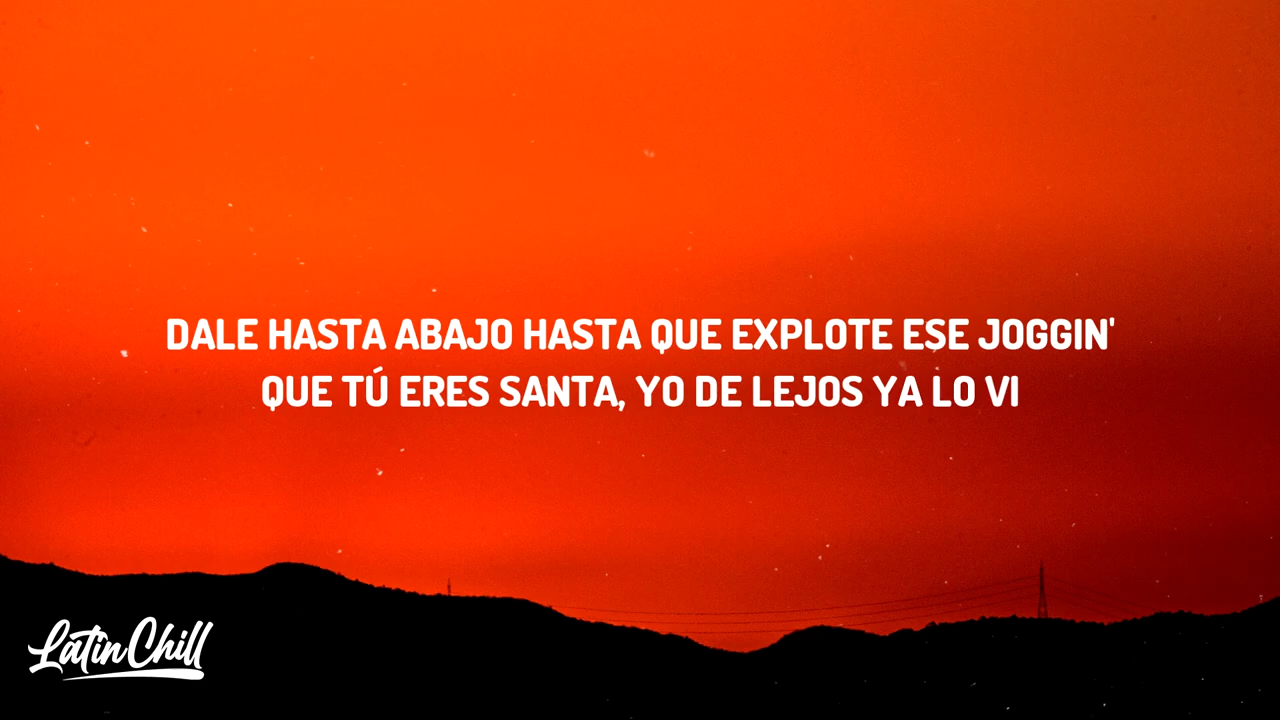 DALE HASTA ABAJO HASTA QUE EXPLOTE ESE JOGGIN'
QUE TÚ ERES SANTA, YO DE LEJOS YA LO VI
LatinChill